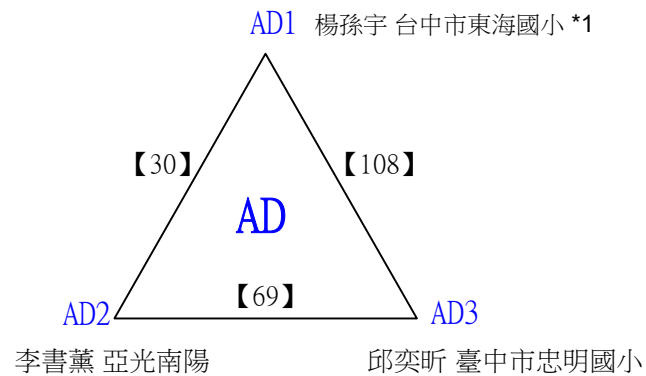 AD1 楊孫宇 台中市東海國小 *1
【30】 【108】
AD
【69】
AD2 AD3
李書薰 亞光南陽 邱奕昕 臺中市忠明國小